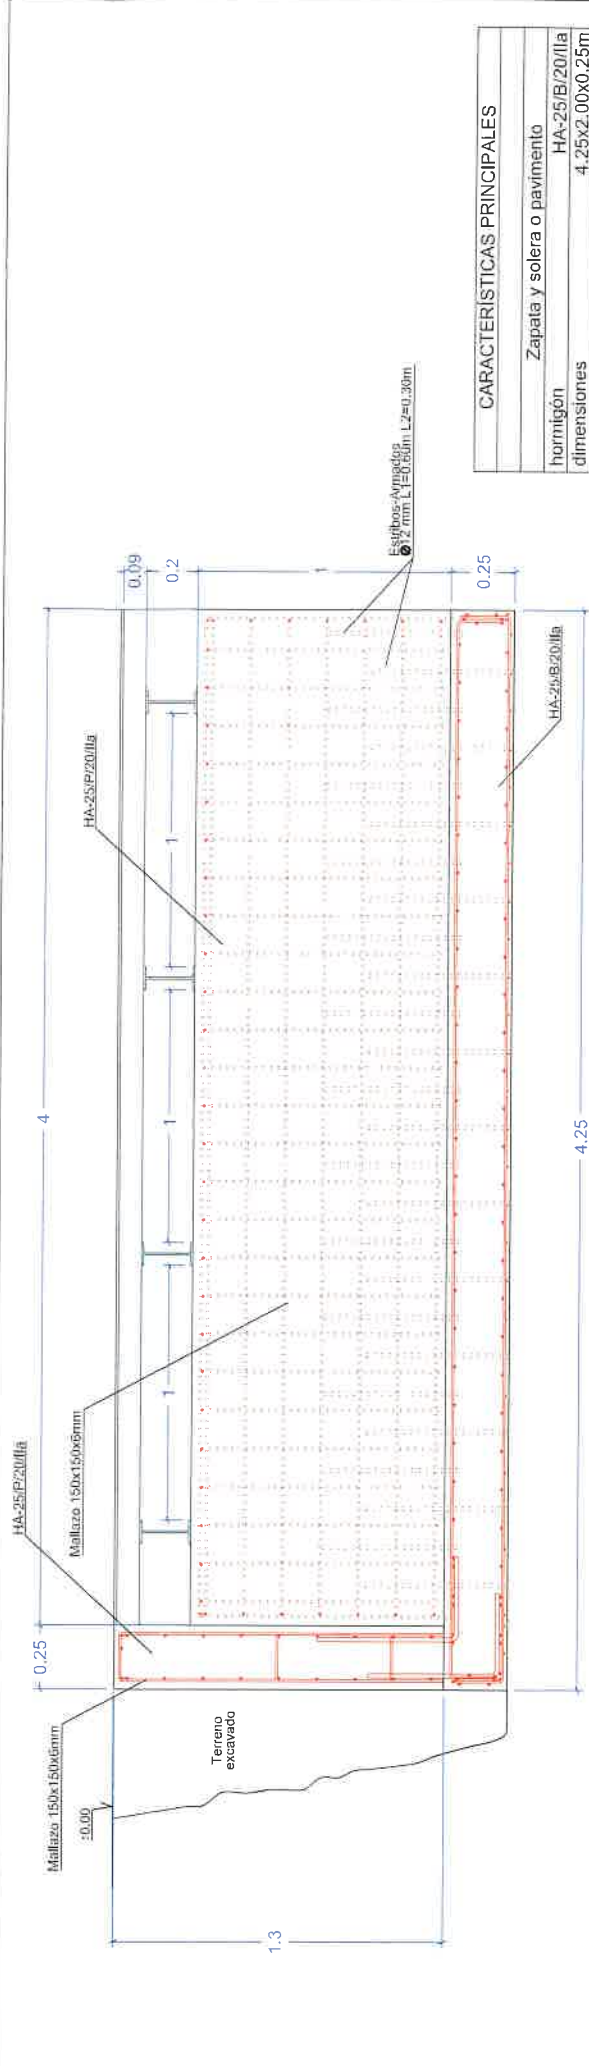 CARACTERÍSTICAS PRINCIPALES
Zapata y solera o pavimento
hormigón HA-25/B/20/IIa
dimensiones 4.25x2.00x0.25m
Mallazo 150x150x6mm
HA-25/P/20/IIa
Mallazo 150x150x6mm
HA-25/P/20/IIa
Estribos-Armados
Ø12 mm L1=0.60m L2=0.30m
HA-25/B/20/IIa
Terreno
excavado
±0.00
0.25
4
0.09
0.2
1
0.25
1
1
1
1.3
4.25